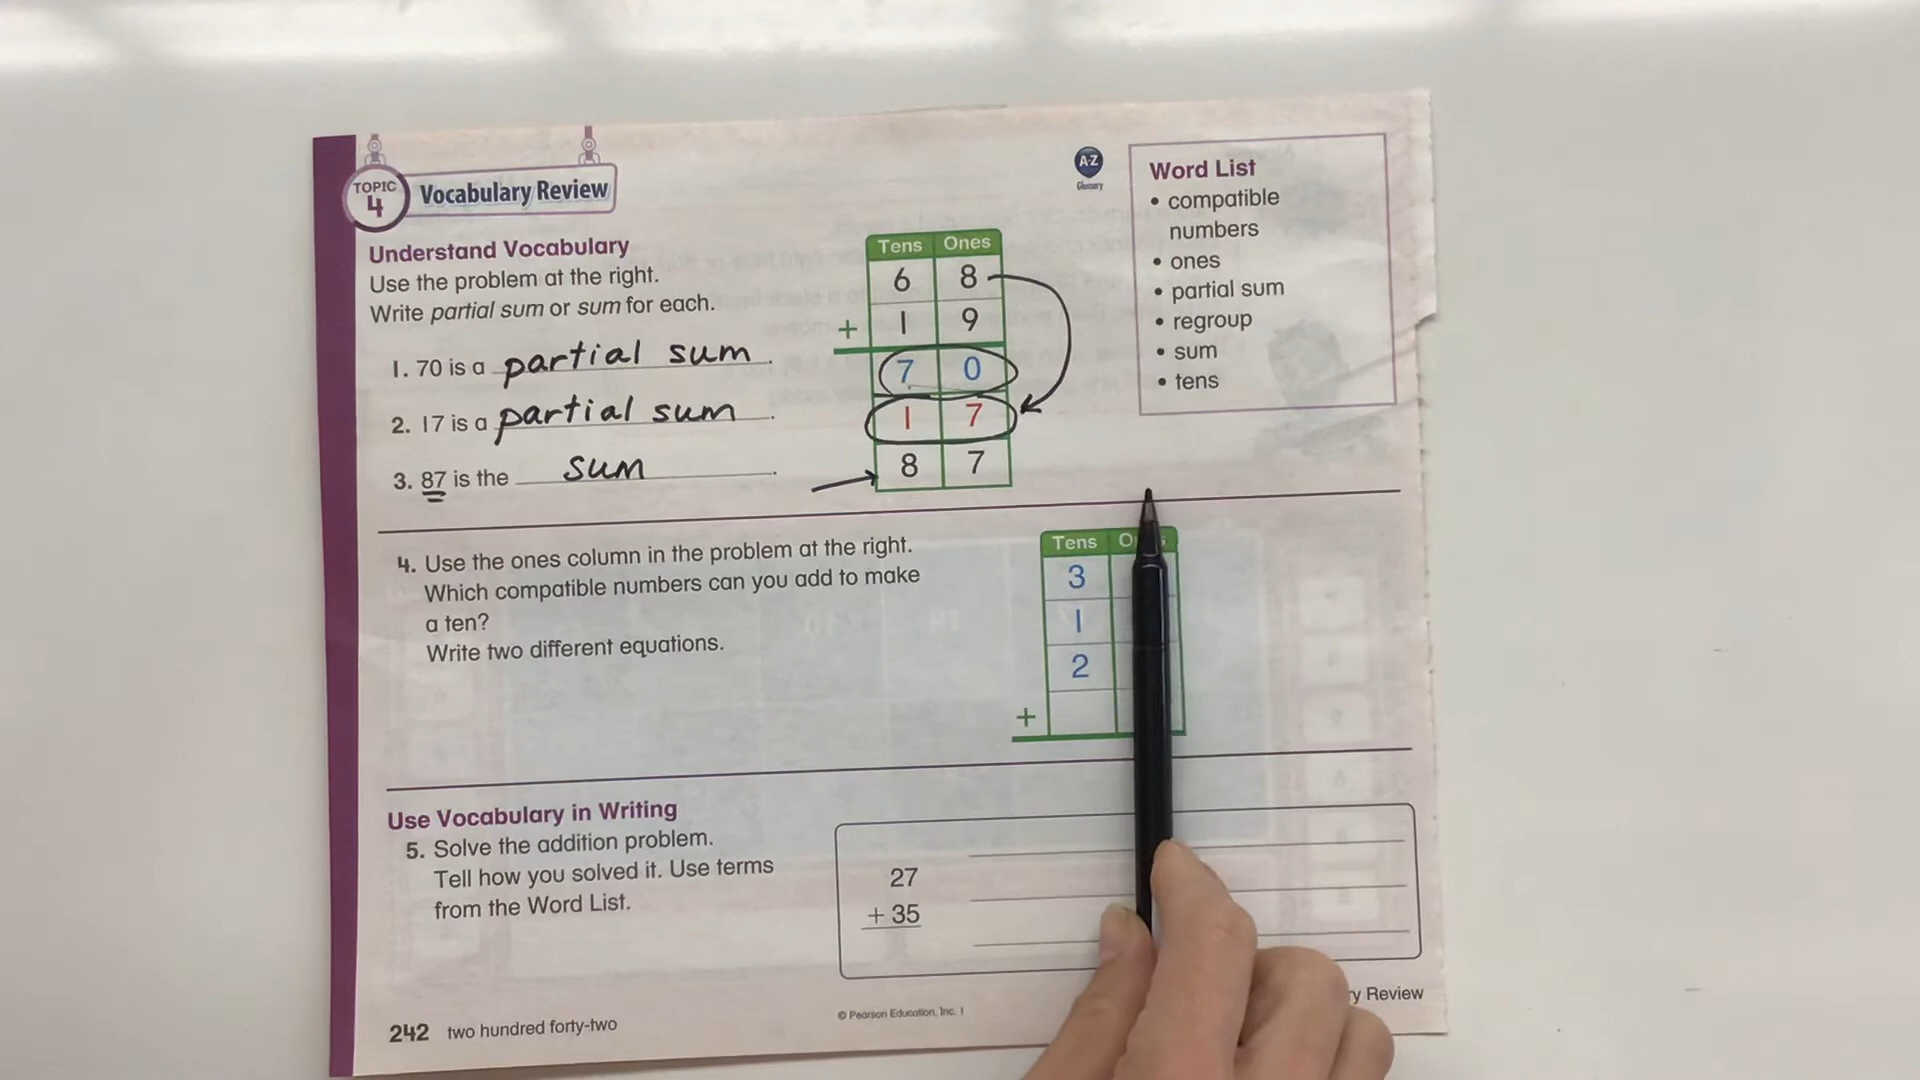 TOPIC
4
Vocabulary Review
A-Z
Glossary
Word List
• compatible
numbers
• ones
• partial sum
• regroup
• sum
• tens
Understand Vocabulary
Use the problem at the right.
Write partial sum or sum for each.
1. 70 is a partial sum.
2. 17 is a partial sum.
3. 87 is the sum.
Tens Ones
6 8
+ 1 9
7 0
1 7
8 7
4. Use the ones column in the problem at the right.
Which compatible numbers can you add to make
a ten?
Write two different equations.
Tens
3
1
2
+
Use Vocabulary in Writing
5. Solve the addition problem.
Tell how you solved it. Use terms
from the Word List.
27
+ 35
242 two hundred forty-two
© Pearson Education, Inc.
Review